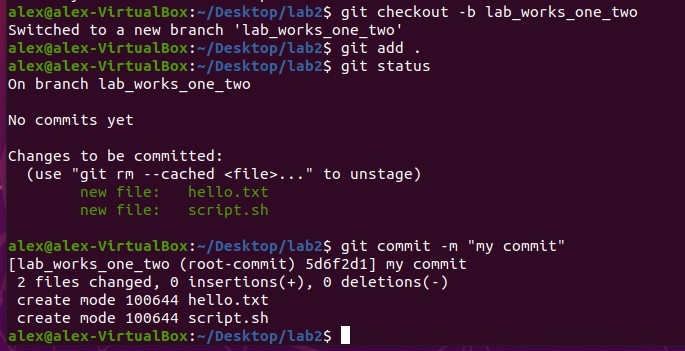 alex@alex-VirtualBox:~/Desktop/lab2$ git checkout -b lab_works_one_two
Switched to a new branch 'lab_works_one_two'
alex@alex-VirtualBox:~/Desktop/lab2$ git add .
alex@alex-VirtualBox:~/Desktop/lab2$ git status
On branch lab_works_one_two

No commits yet

Changes to be committed:
  (use "git rm --cached <file>..." to unstage)
        new file:   hello.txt
        new file:   script.sh

alex@alex-VirtualBox:~/Desktop/lab2$ git commit -m "my commit"
[lab_works_one_two (root-commit) 5d6f2d1] my commit
 2 files changed, 0 insertions(+), 0 deletions(-)
 create mode 100644 hello.txt
 create mode 100644 script.sh
alex@alex-VirtualBox:~/Desktop/lab2$